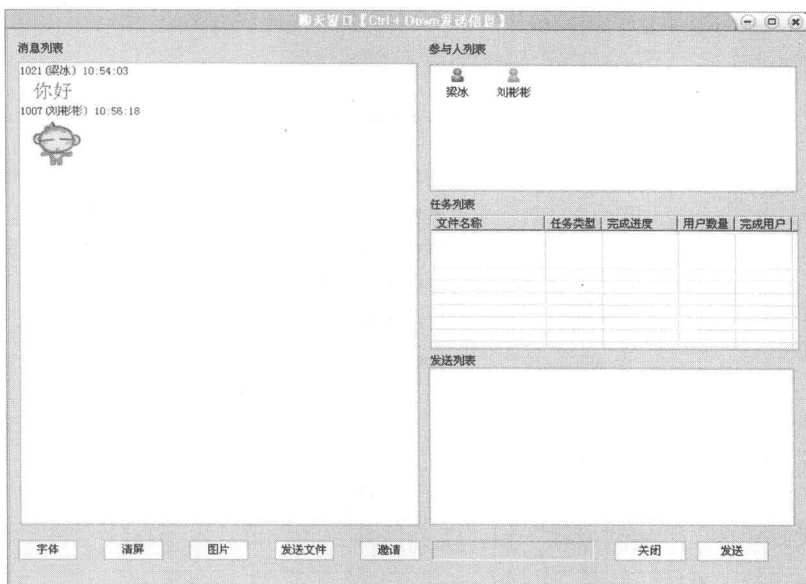 聊天窗口【Ctrl+Down发送信息】
消息列表
1021(梁冰) 10:54:03
你好
1007(刘彬彬) 10:56:18
参与人列表
梁冰 刘彬彬
任务列表
文件名称 任务类型 完成进度 用户数量 完成用户
发送列表
字体 清屏 图片 发送文件 邀请 关闭 发送